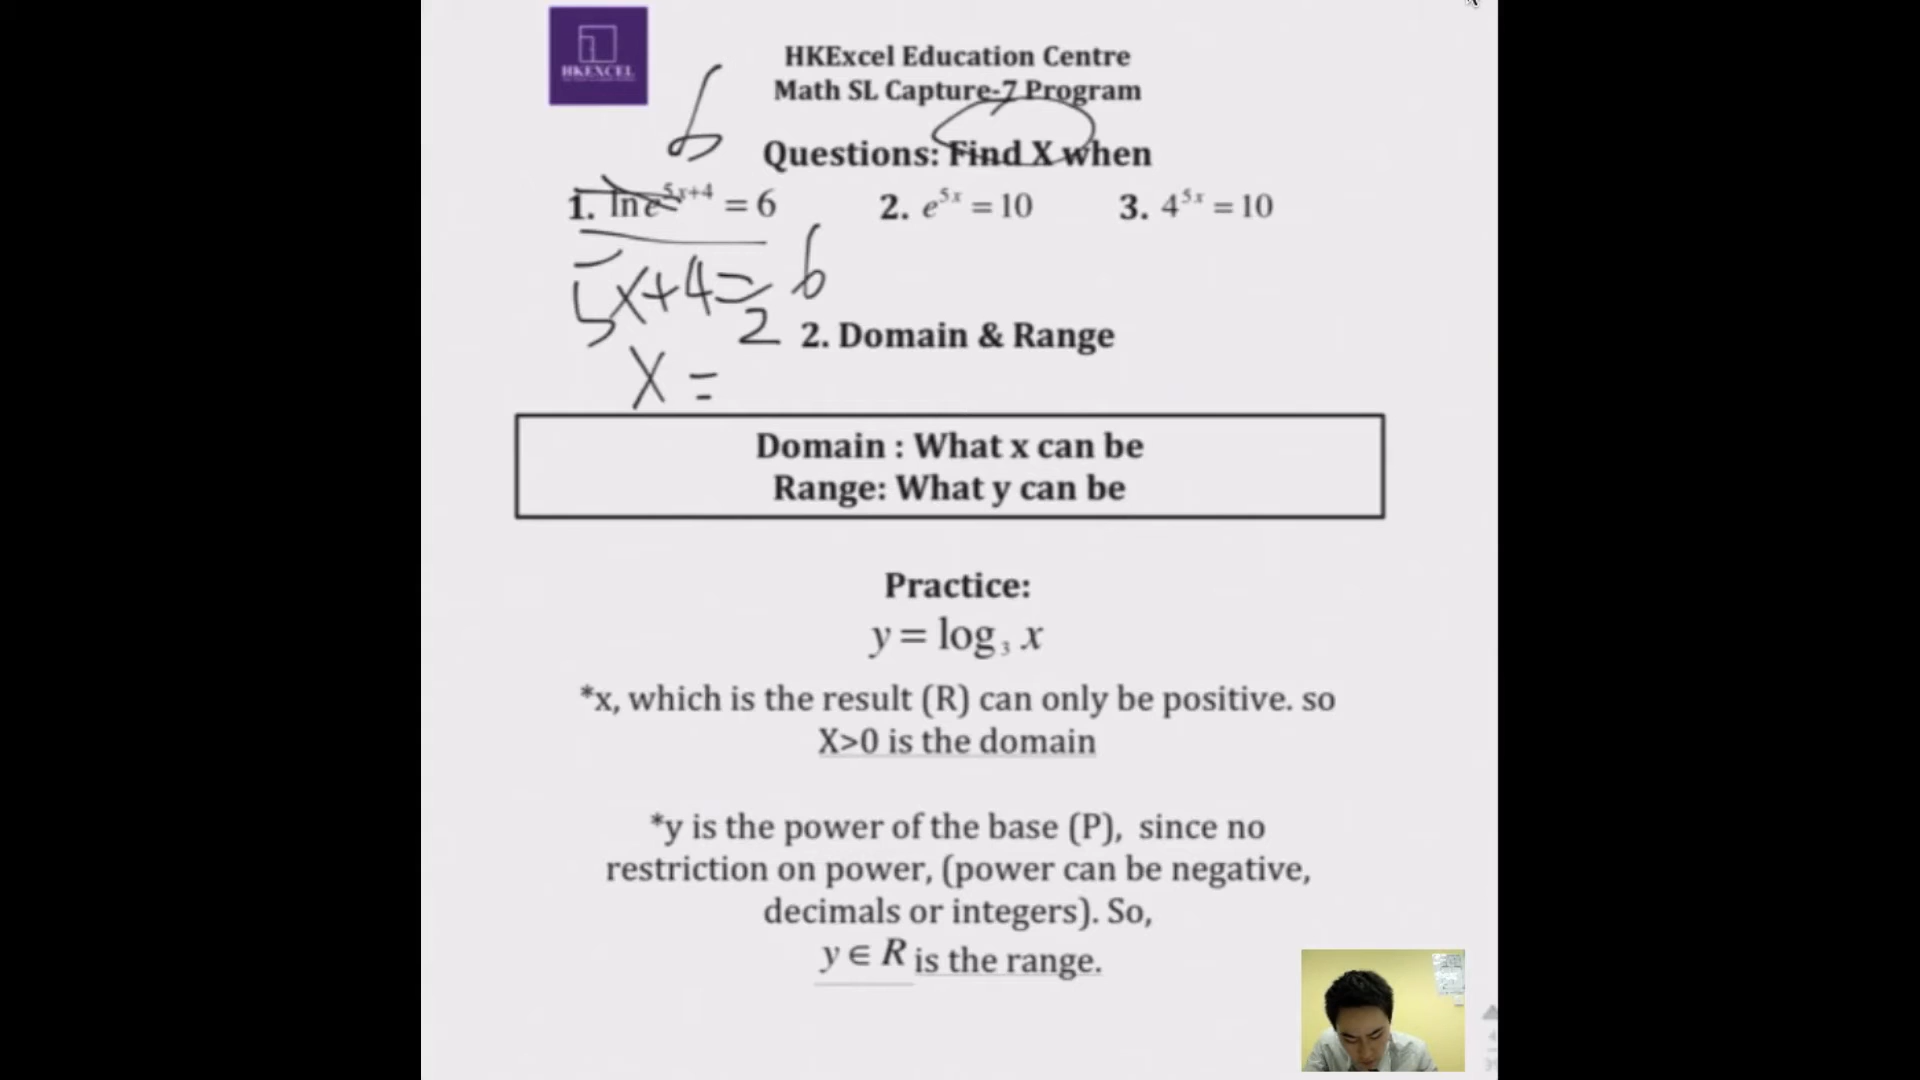 HKEXCEL
HKExcel Education Centre
Math SL Capture-7 Program
6
Questions: Find X when
1. ln e^{5x+4} = 6
2. e^{5x} = 10
3. 4^{5x} = 10
5x+4=6
2
2. Domain & Range
X =
Domain : What x can be
Range: What y can be
Practice:
y = log_3 x
*x, which is the result (R) can only be positive. so
X>0 is the domain
*y is the power of the base (P), since no
restriction on power, (power can be negative,
decimals or integers). So,
y ∈ R is the range.